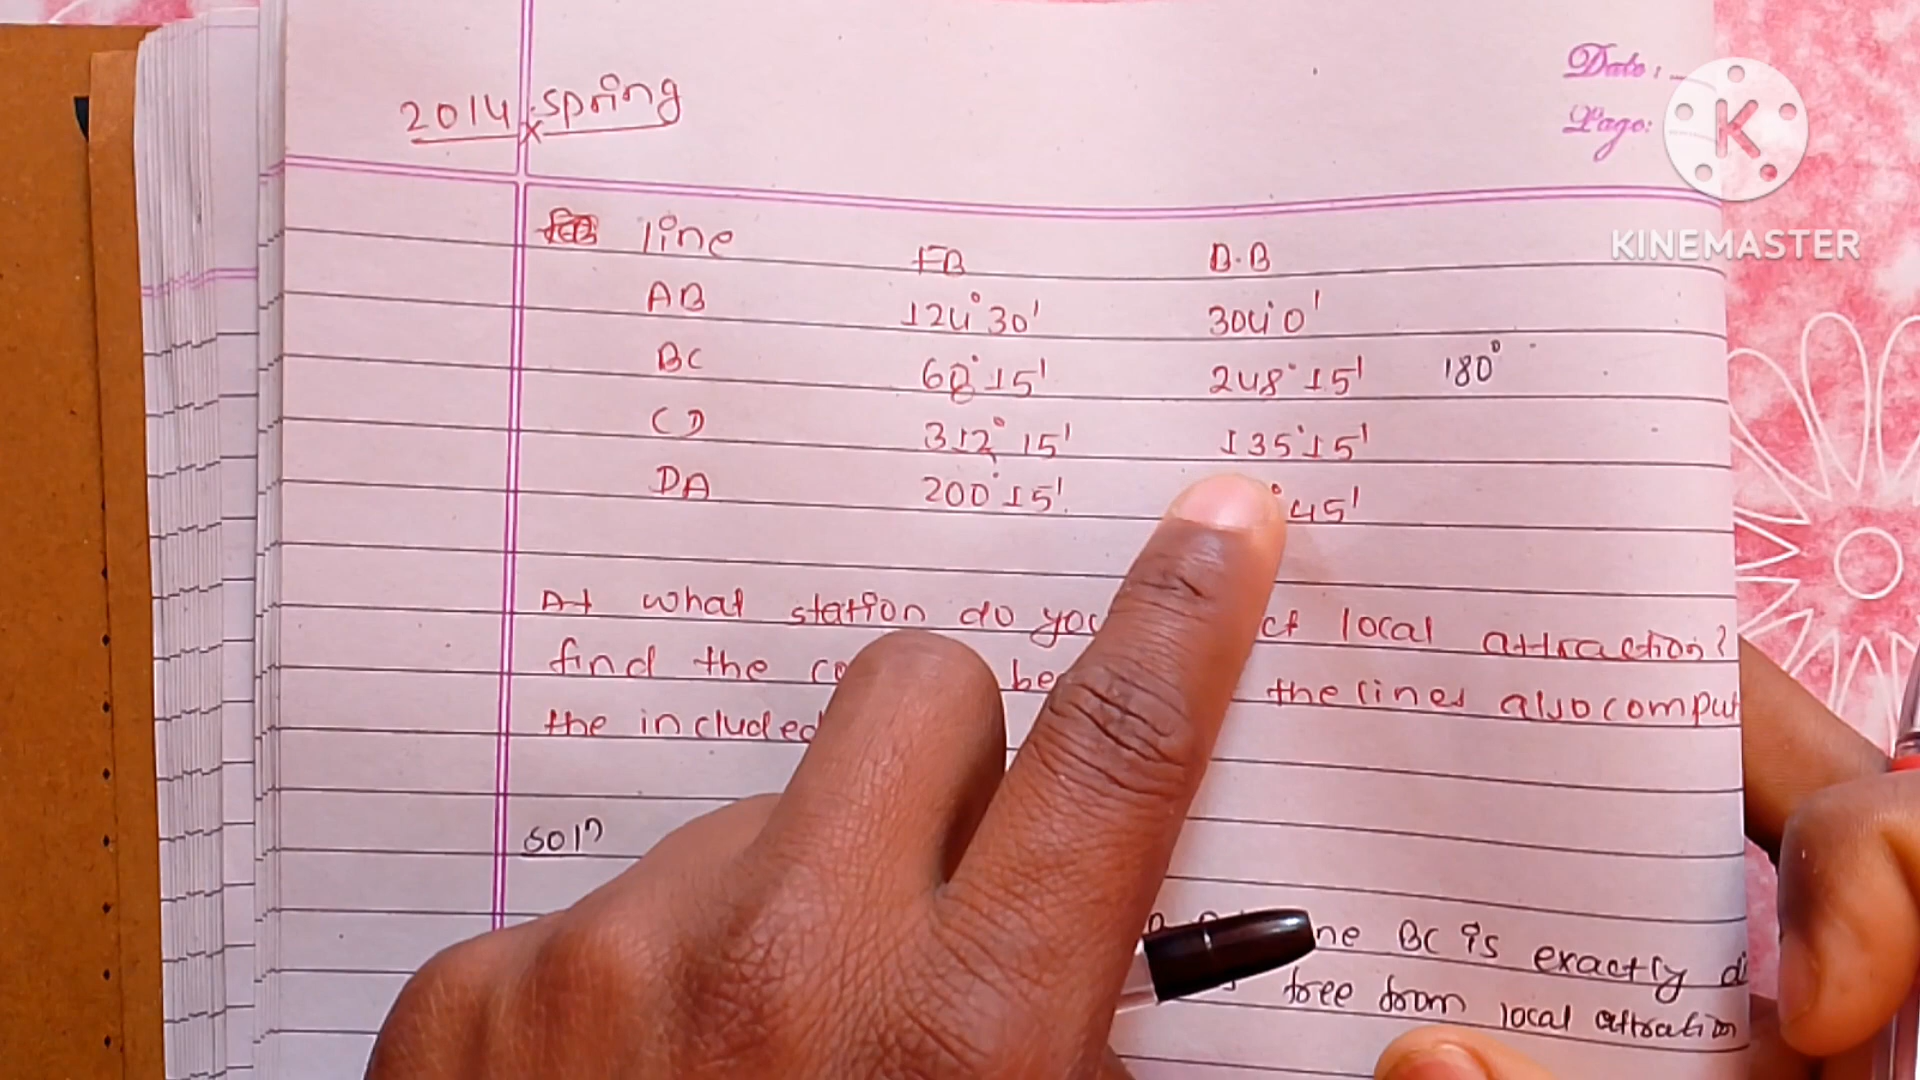 2014 spring
Date:
Page:
KINEMASTER
line FB B.B
AB 124°30' 304°0'
BC 68°15' 248°15' 180°
CD 312°15' 135°15'
DA 200°15' °45'
At what station do you local attraction?
find the the lines also comput
the included
Soln
BC is exactly
free from local attration